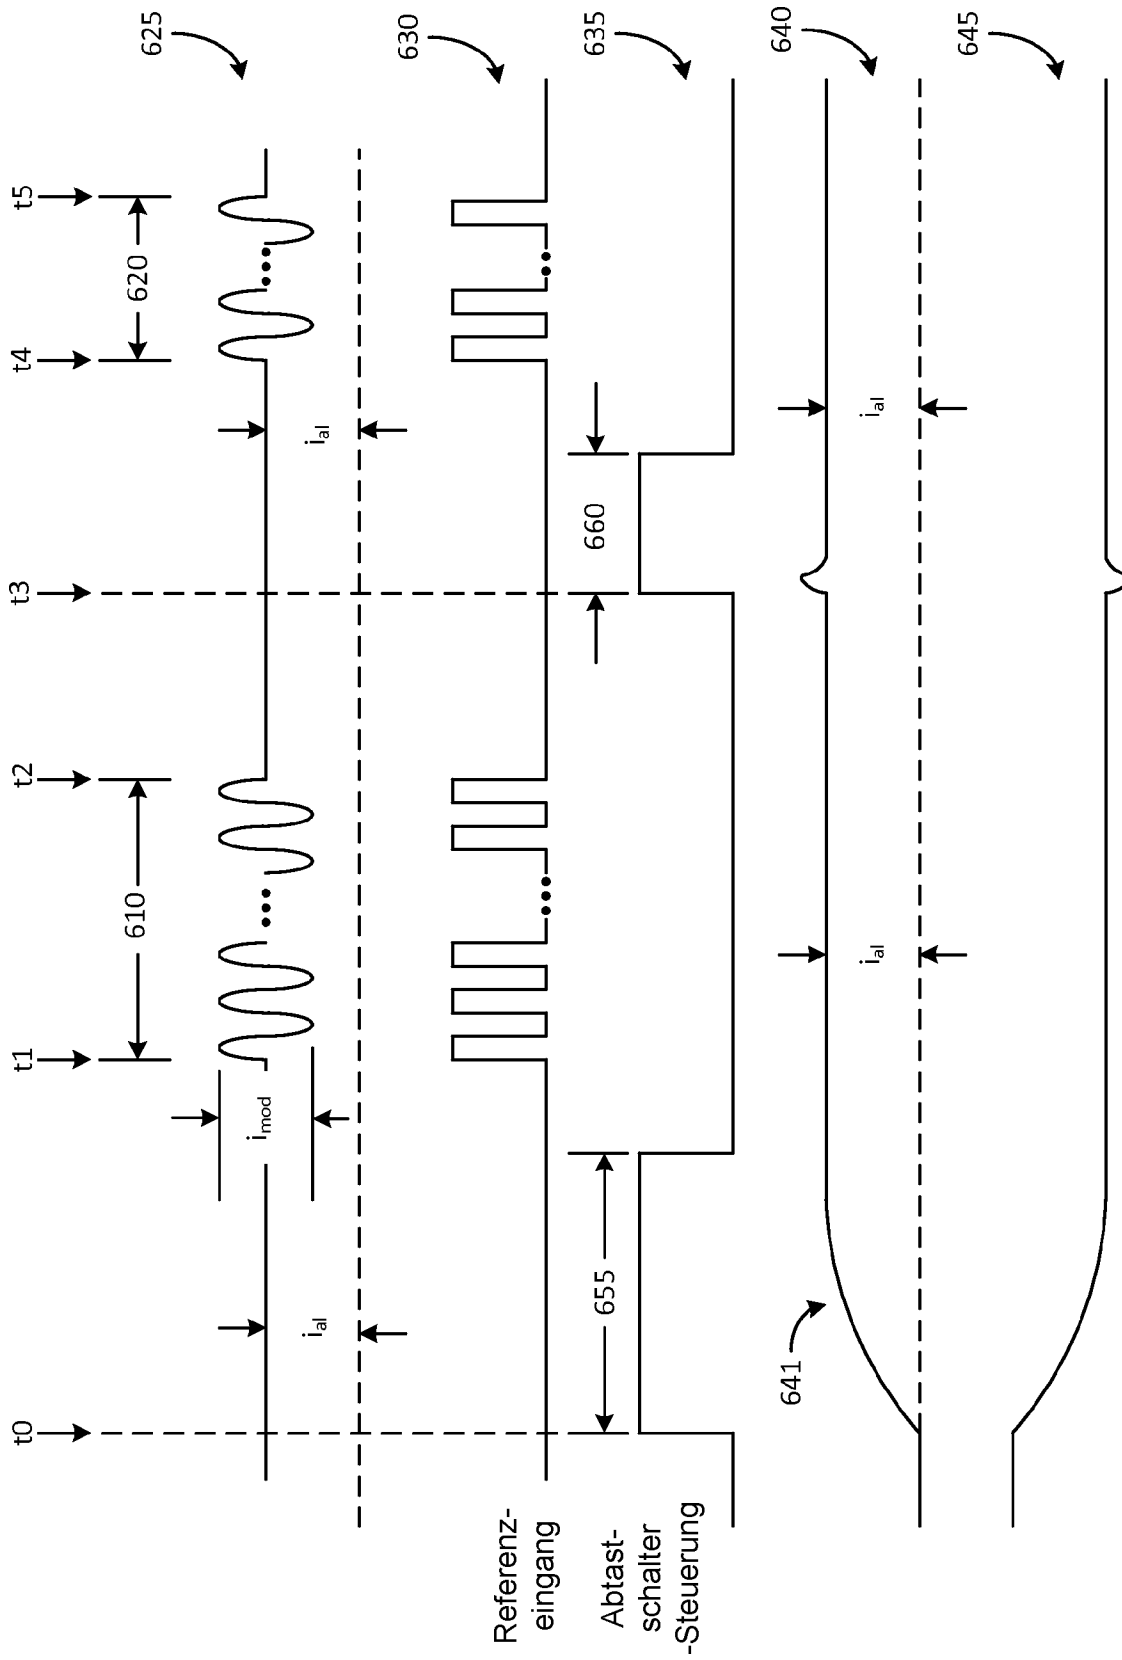 t0
t1
t2
t3
t4
t5
610
620
625
i_al
i_mod
i_al
Referenz-
eingang
630
Abtast-
schalter
-Steuerung
655
660
635
641
i_al
i_al
640
645